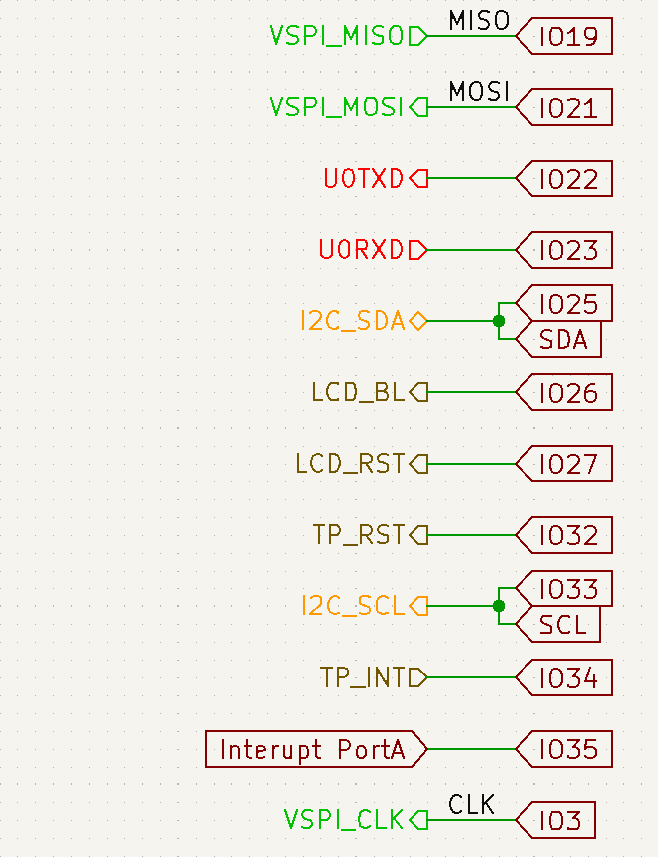 VSPI_MISO MISO IO19
VSPI_MOSI MOSI IO21
U0TXD IO22
U0RXD IO23
I2C_SDA IO25
SDA
LCD_BL IO26
LCD_RST IO27
TP_RST IO32
I2C_SCL IO33
SCL
TP_INT IO34
Interupt PortA IO35
VSPI_CLK CLK IO3